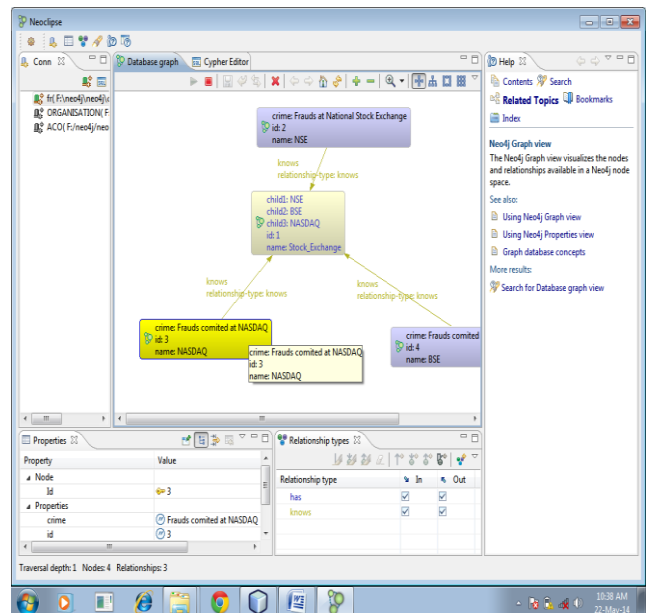 Neoclipse
Conn
Database graph
Cypher Editor
Help
fr( F:\neo4j\neo4j\c
ORGANISATION( F
ACO( F:/neo4j/neo
crime: Frauds at National Stock Exchange
id: 2
name: NSE
knows
relationship-type: knows
child1: NSE
child2: BSE
child3: NASDAQ
id: 1
name: Stock_Exchange
knows
relationship-type: knows
knows
relationship-type: knows
crime: Frauds comited at NASDAQ
id: 3
name: NASDAQ
crime: Frauds comited at NASDAQ
id: 3
name: NASDAQ
crime: Frauds comited
id: 4
name: BSE
Contents
Search
Related Topics
Bookmarks
Index
Neo4j Graph view
The Neo4j Graph view visualizes the nodes
and relationships available in a Neo4j node
space.
See also:
Using Neo4j Graph view
Using Neo4j Properties view
Graph database concepts
More results:
Search for Database graph view
Properties
Property Value
Node
Id 3
Properties
crime Frauds comited at NASDAQ
id 3
Relationship types
Relationship type In Out
has
knows
Traversal depth: 1 Nodes: 4 Relationships: 3
10:38 AM
22-May-14